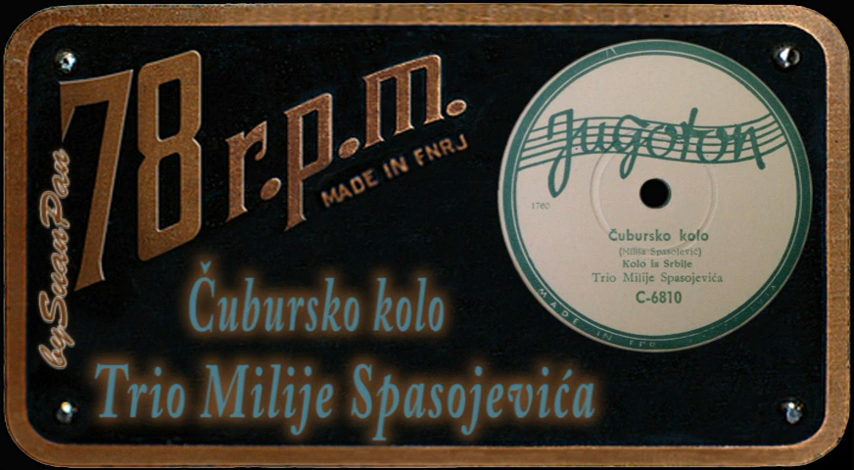 78 r.p.m.
MADE IN FNRJ
bySuanPan
Čubursko kolo
Trio Milije Spasojevića
Jugoton
1760
Čubursko kolo
(Milija Spasojević)
Kolo iz Srbije
Trio Milije Spasojevića
C-6810
MADE IN FPR